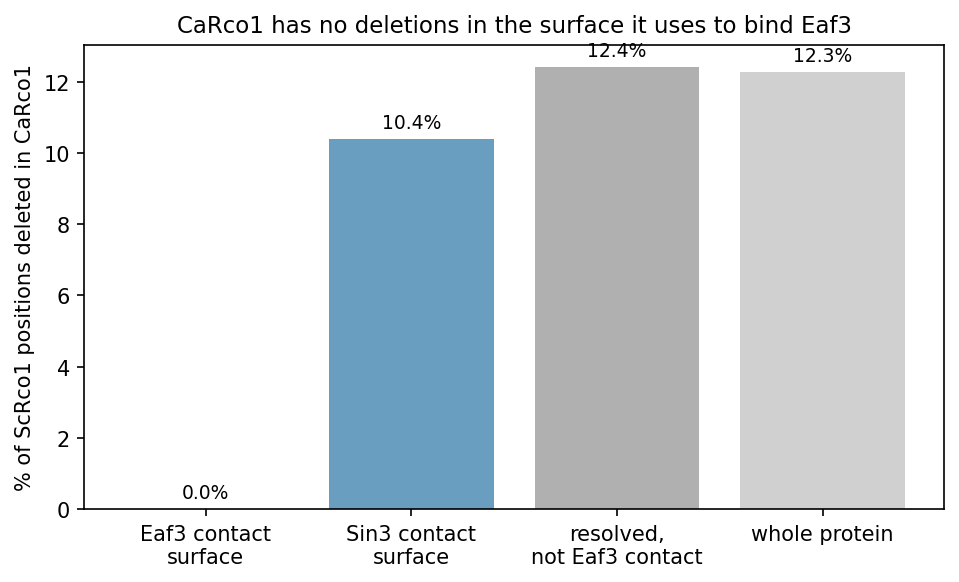 CaRco1 has no deletions in the surface it uses to bind Eaf3
% of ScRco1 positions deleted in CaRco1
12
10
8
6
4
2
0
0.0%
10.4%
12.4%
12.3%
Eaf3 contact
surface
Sin3 contact
surface
resolved,
not Eaf3 contact
whole protein